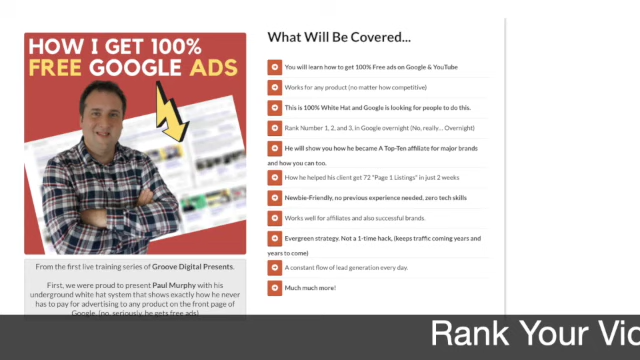 HOW I GET 100%
FREE GOOGLE ADS
From the first live training series of Groove Digital Presents.
First, we were proud to present Paul Murphy with his
underground white hat system that shows exactly how he never
has to pay for advertising to any product on the front page of
Google. (no, seriously, he gets free ads)
What Will Be Covered...
You will learn how to get 100% Free ads on Google & YouTube
Works for any product (no matter how competitive)
This is 100% White Hat and Google is looking for people to do this.
Rank Number 1, 2, and 3, in Google overnight (No, really... Overnight)
He will show you how he became A Top-Ten affiliate for major brands
and how you can too.
How he helped his client get 72 "Page 1 Listings" in just 2 weeks
Newbie-Friendly, no previous experience needed, zero tech skills
Works well for affiliates and also successful brands.
Evergreen strategy. Not a 1-time hack, (keeps traffic coming years and
years to come)
A constant flow of lead generation every day.
Much much more!
Rank Your Vid